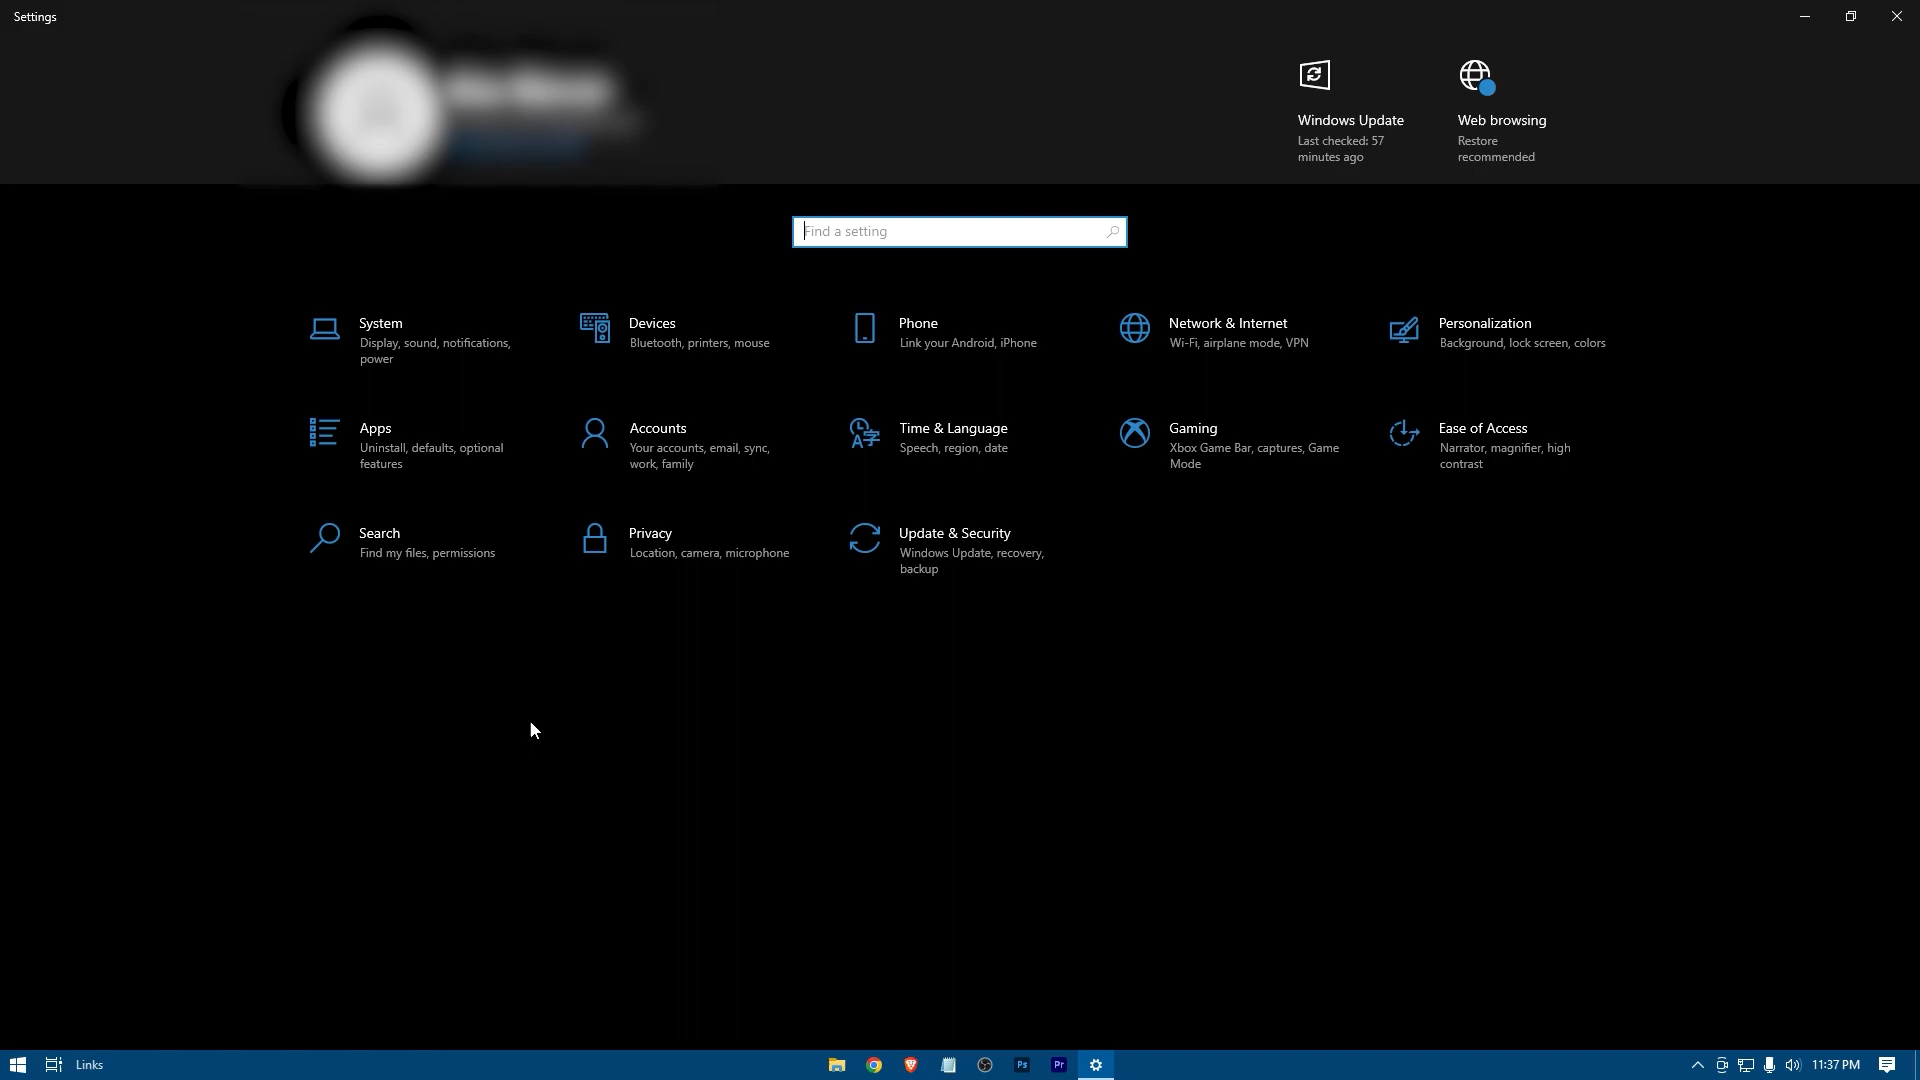 Settings
Windows Update
Last checked: 57
minutes ago
Web browsing
Restore
recommended
Find a setting
System
Display, sound, notifications,
power
Devices
Bluetooth, printers, mouse
Phone
Link your Android, iPhone
Network & Internet
Wi-Fi, airplane mode, VPN
Personalization
Background, lock screen, colors
Apps
Uninstall, defaults, optional
features
Accounts
Your accounts, email, sync,
work, family
Time & Language
Speech, region, date
Gaming
Xbox Game Bar, captures, Game
Mode
Ease of Access
Narrator, magnifier, high
contrast
Search
Find my files, permissions
Privacy
Location, camera, microphone
Update & Security
Windows Update, recovery,
backup
Links
Ps
Pr
11:37 PM